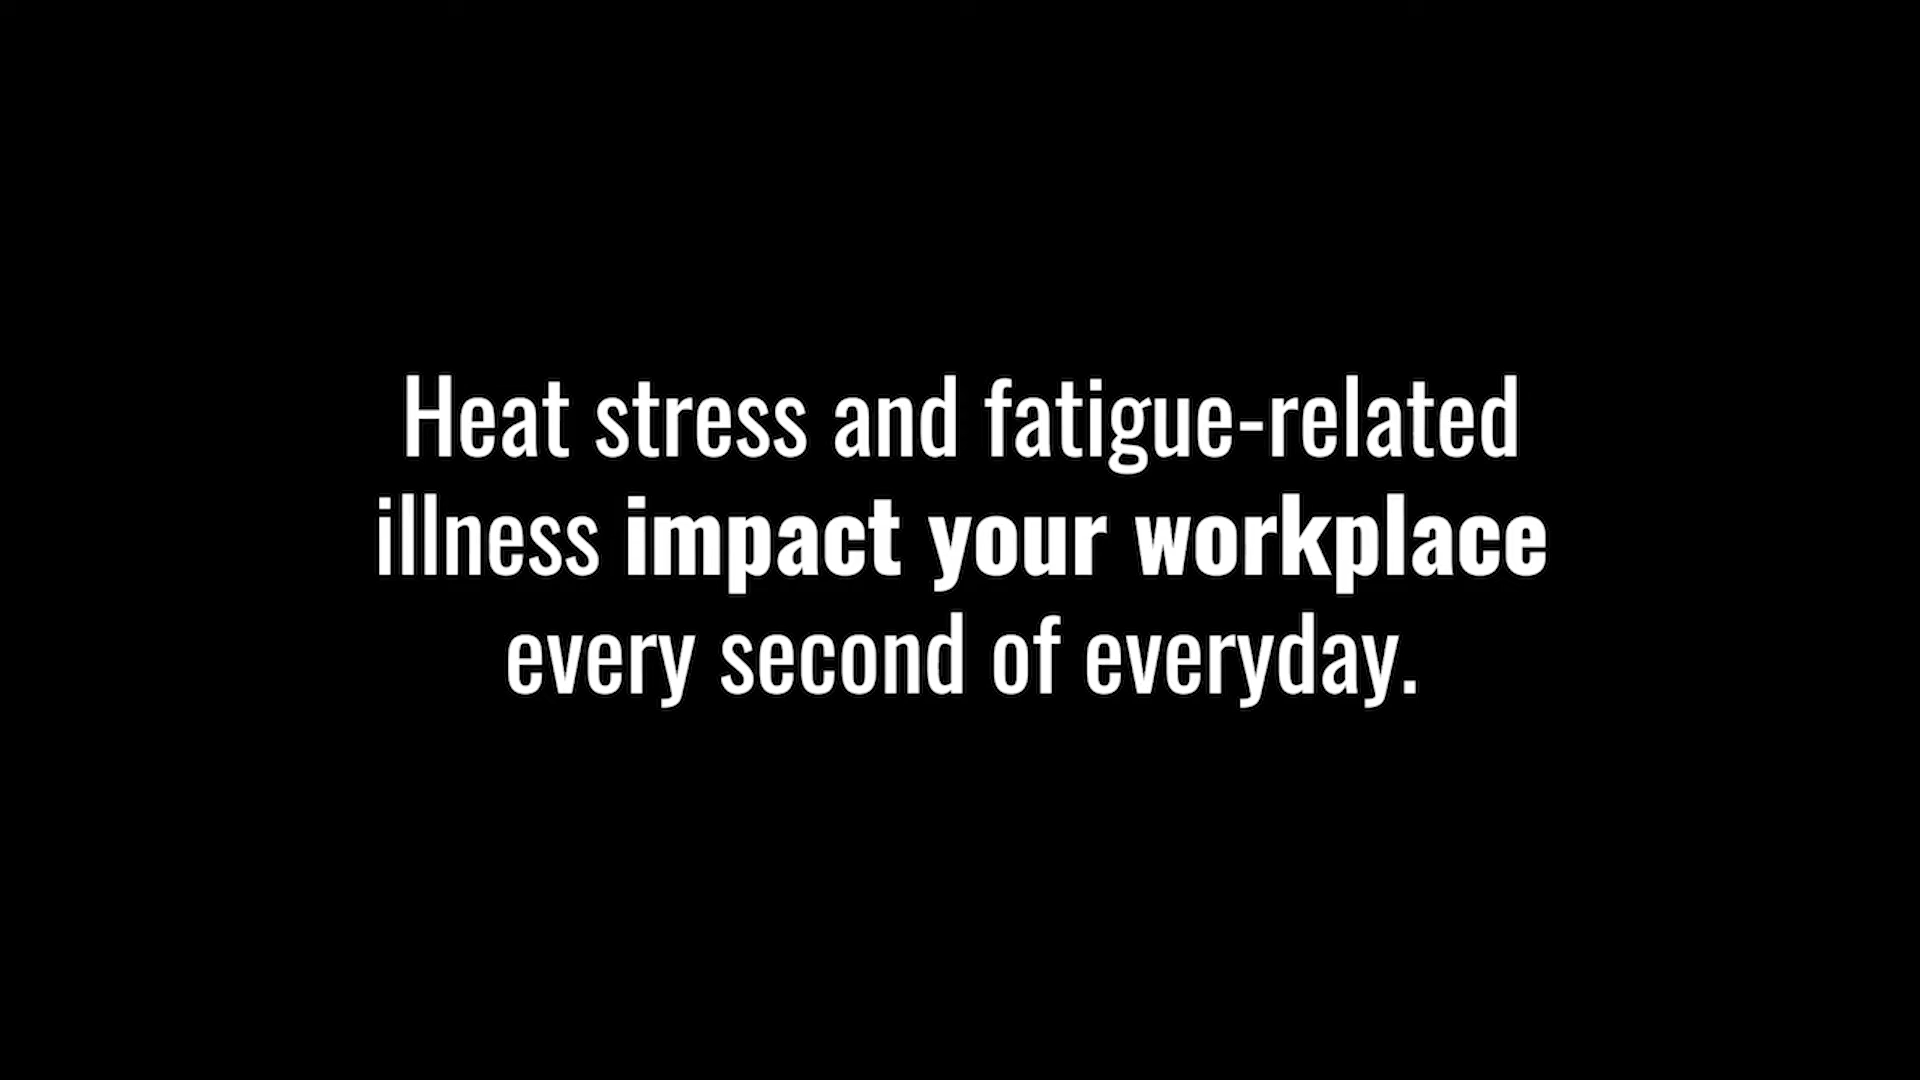 Heat stress and fatigue-related
illness impact your workplace
every second of everyday.